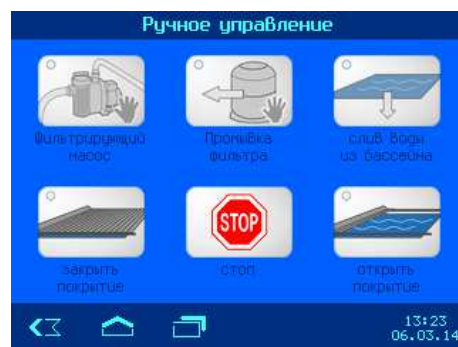 Ручное управление
Фильтрирующий
насос
Промывка
фильтра
слив воды
из бассейна
закрыть
покрытие
STOP
стоп
открыть
покрытие
13:23
06.03.14